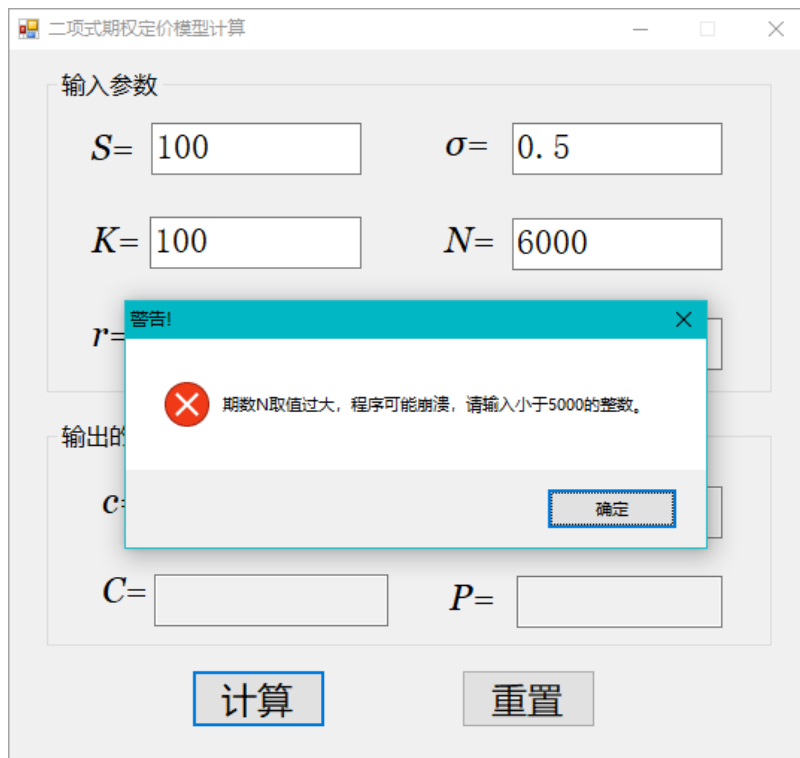 二项式期权定价模型计算
输入参数
S= 100
σ= 0.5
K= 100
N= 6000
r=
警告!
期数N取值过大，程序可能崩溃，请输入小于5000的整数。
确定
输出的
c=
C=
P=
计算
重置